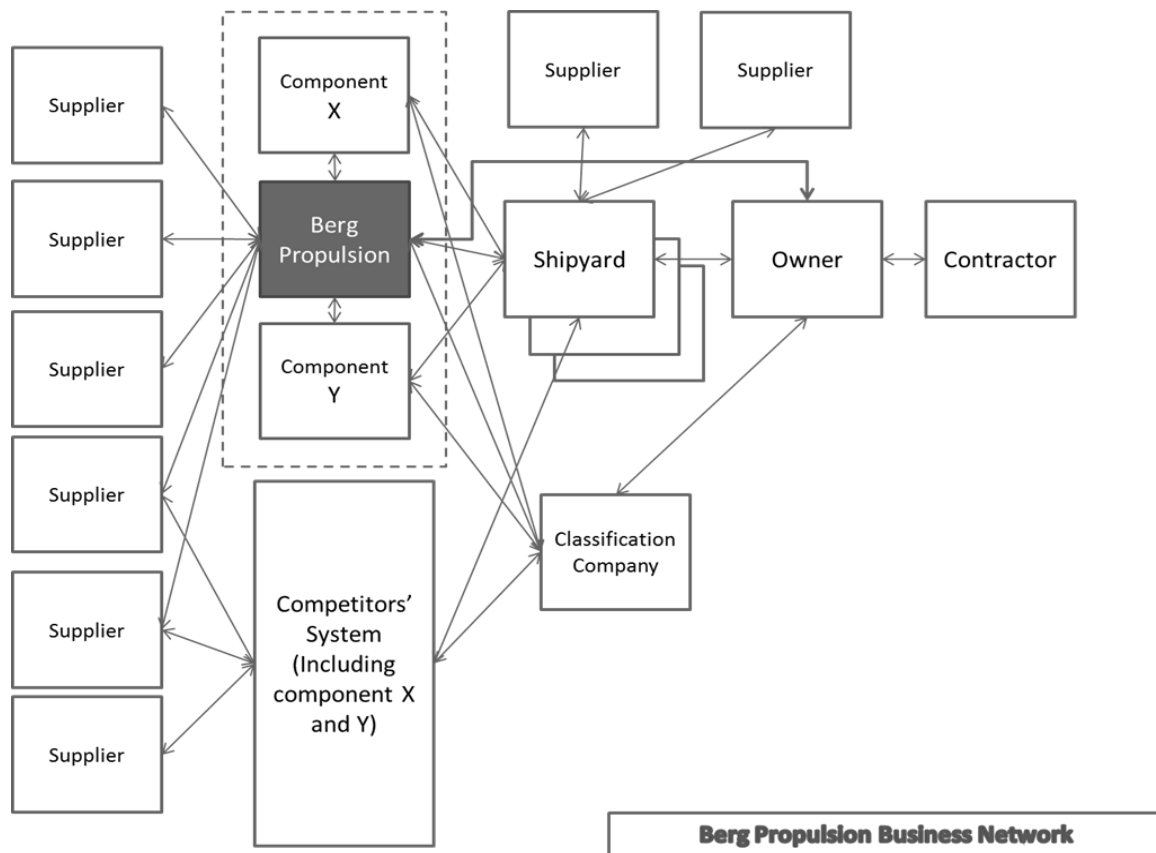 Supplier
Supplier
Supplier
Supplier
Supplier
Supplier
Component
X
Berg
Propulsion
Component
Y
Competitors’
System
(Including
component X
and Y)
Supplier
Supplier
Shipyard
Owner
Contractor
Classification
Company
Berg Propulsion Business Network